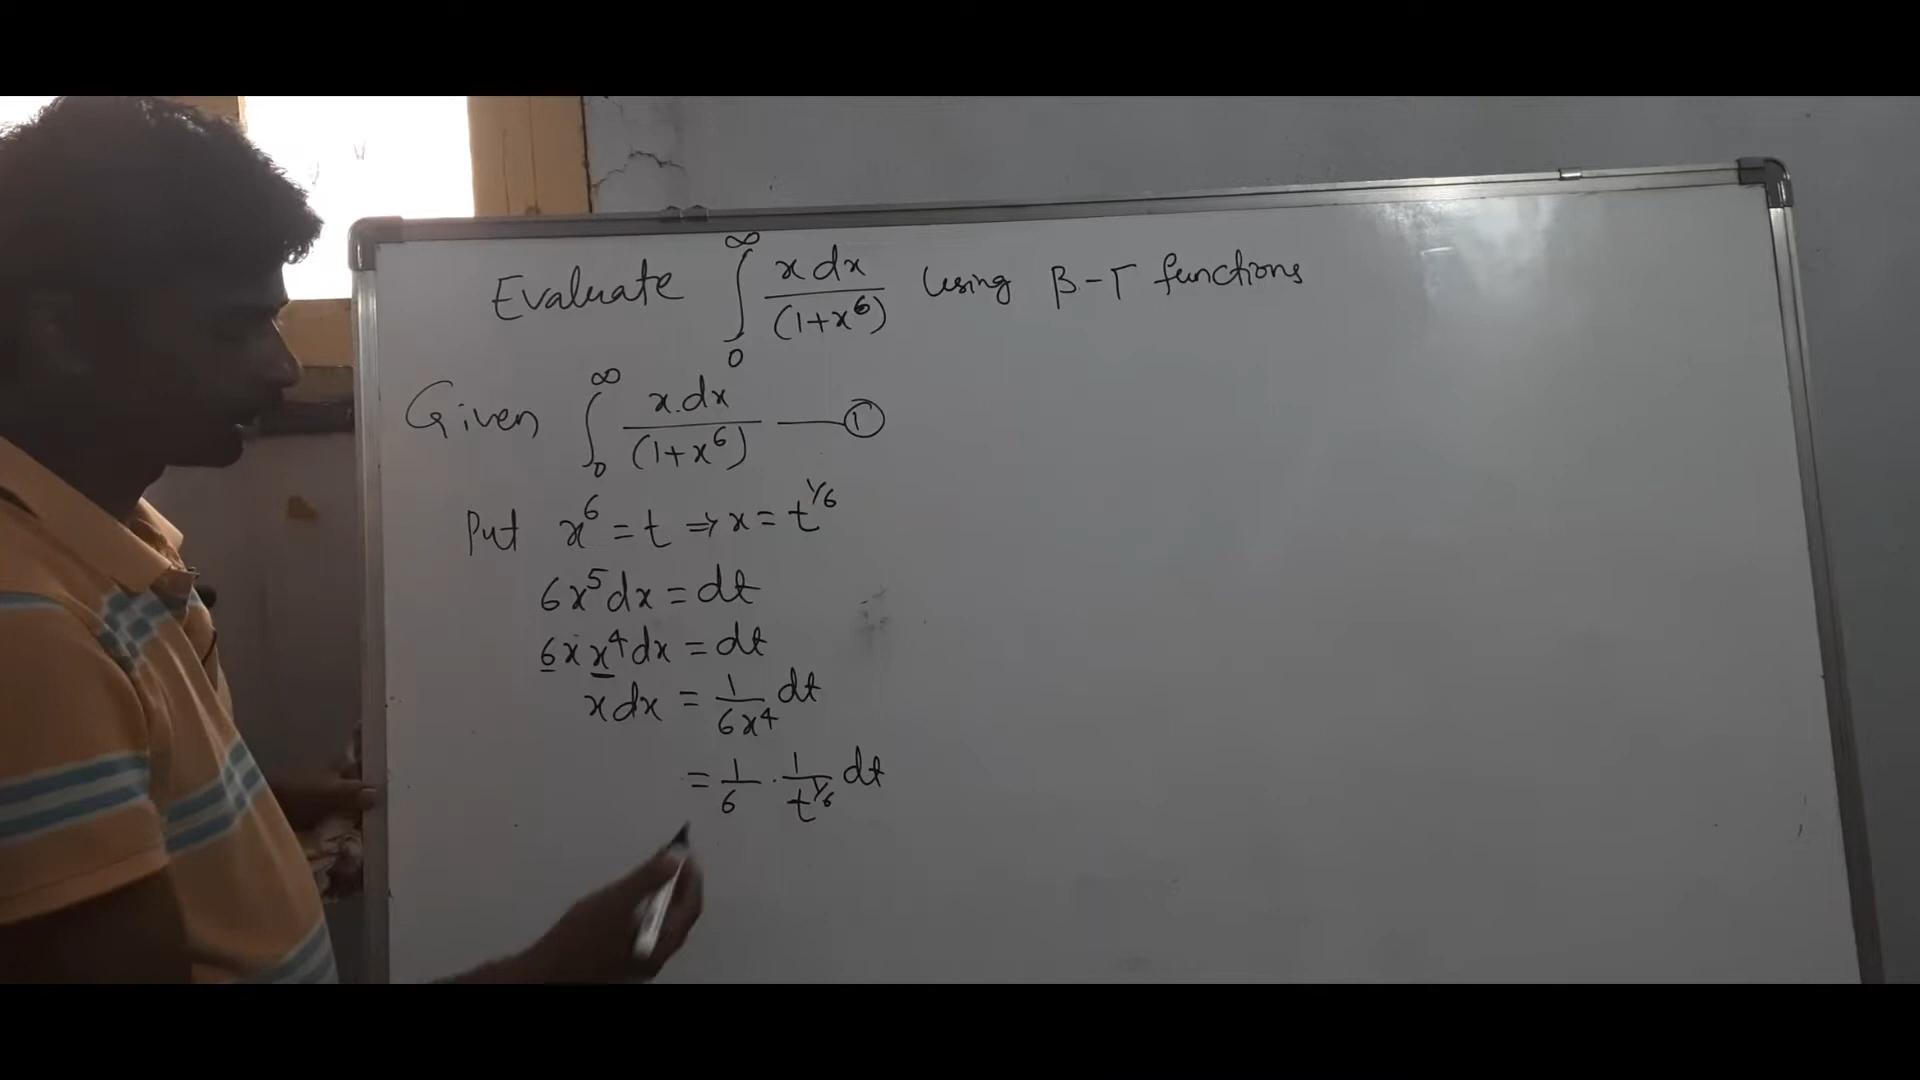 Evaluate ∫₀^∞ x dx / (1+x⁶) using β-Γ functions
Given ∫₀^∞ x.dx / (1+x⁶) —— ①
Put x⁶ = t ⇒ x = t^1/6
6x⁵dx = dt
6x x⁴dx = dt
x dx = 1/6x⁴ dt
= 1/6 · 1/t^1/6 dt